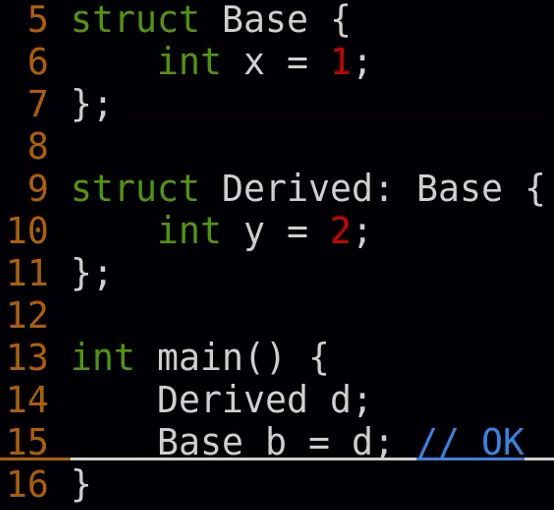 5 struct Base {
6     int x = 1;
7 };
8
9 struct Derived: Base {
10     int y = 2;
11 };
12
13 int main() {
14     Derived d;
15     Base b = d; // OK
16 }